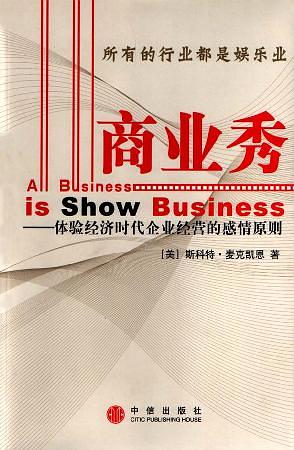 所有的行业都是娱乐业
商业秀
All Business
is Show Business
——体验经济时代企业经营的感情原则
[美] 斯科特·麦克凯恩 著
中信出版社
CITIC PUBLISHING HOUSE